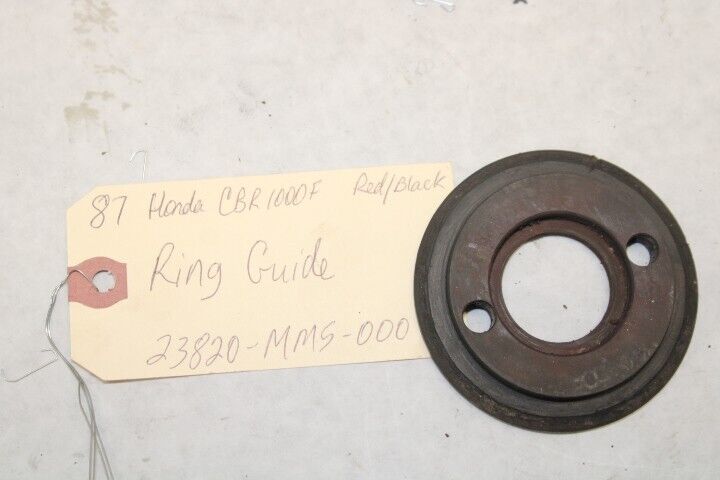 87 Honda CBR1000F Red/Black
Ring Guide
23820-MM5-000